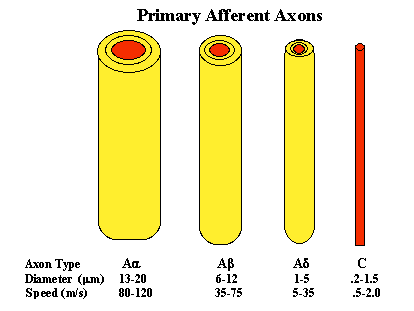 Primary Afferent Axons
Axon Type Aα Aβ Aδ C
Diameter (μm) 13-20 6-12 1-5 .2-1.5
Speed (m/s) 80-120 35-75 5-35 .5-2.0